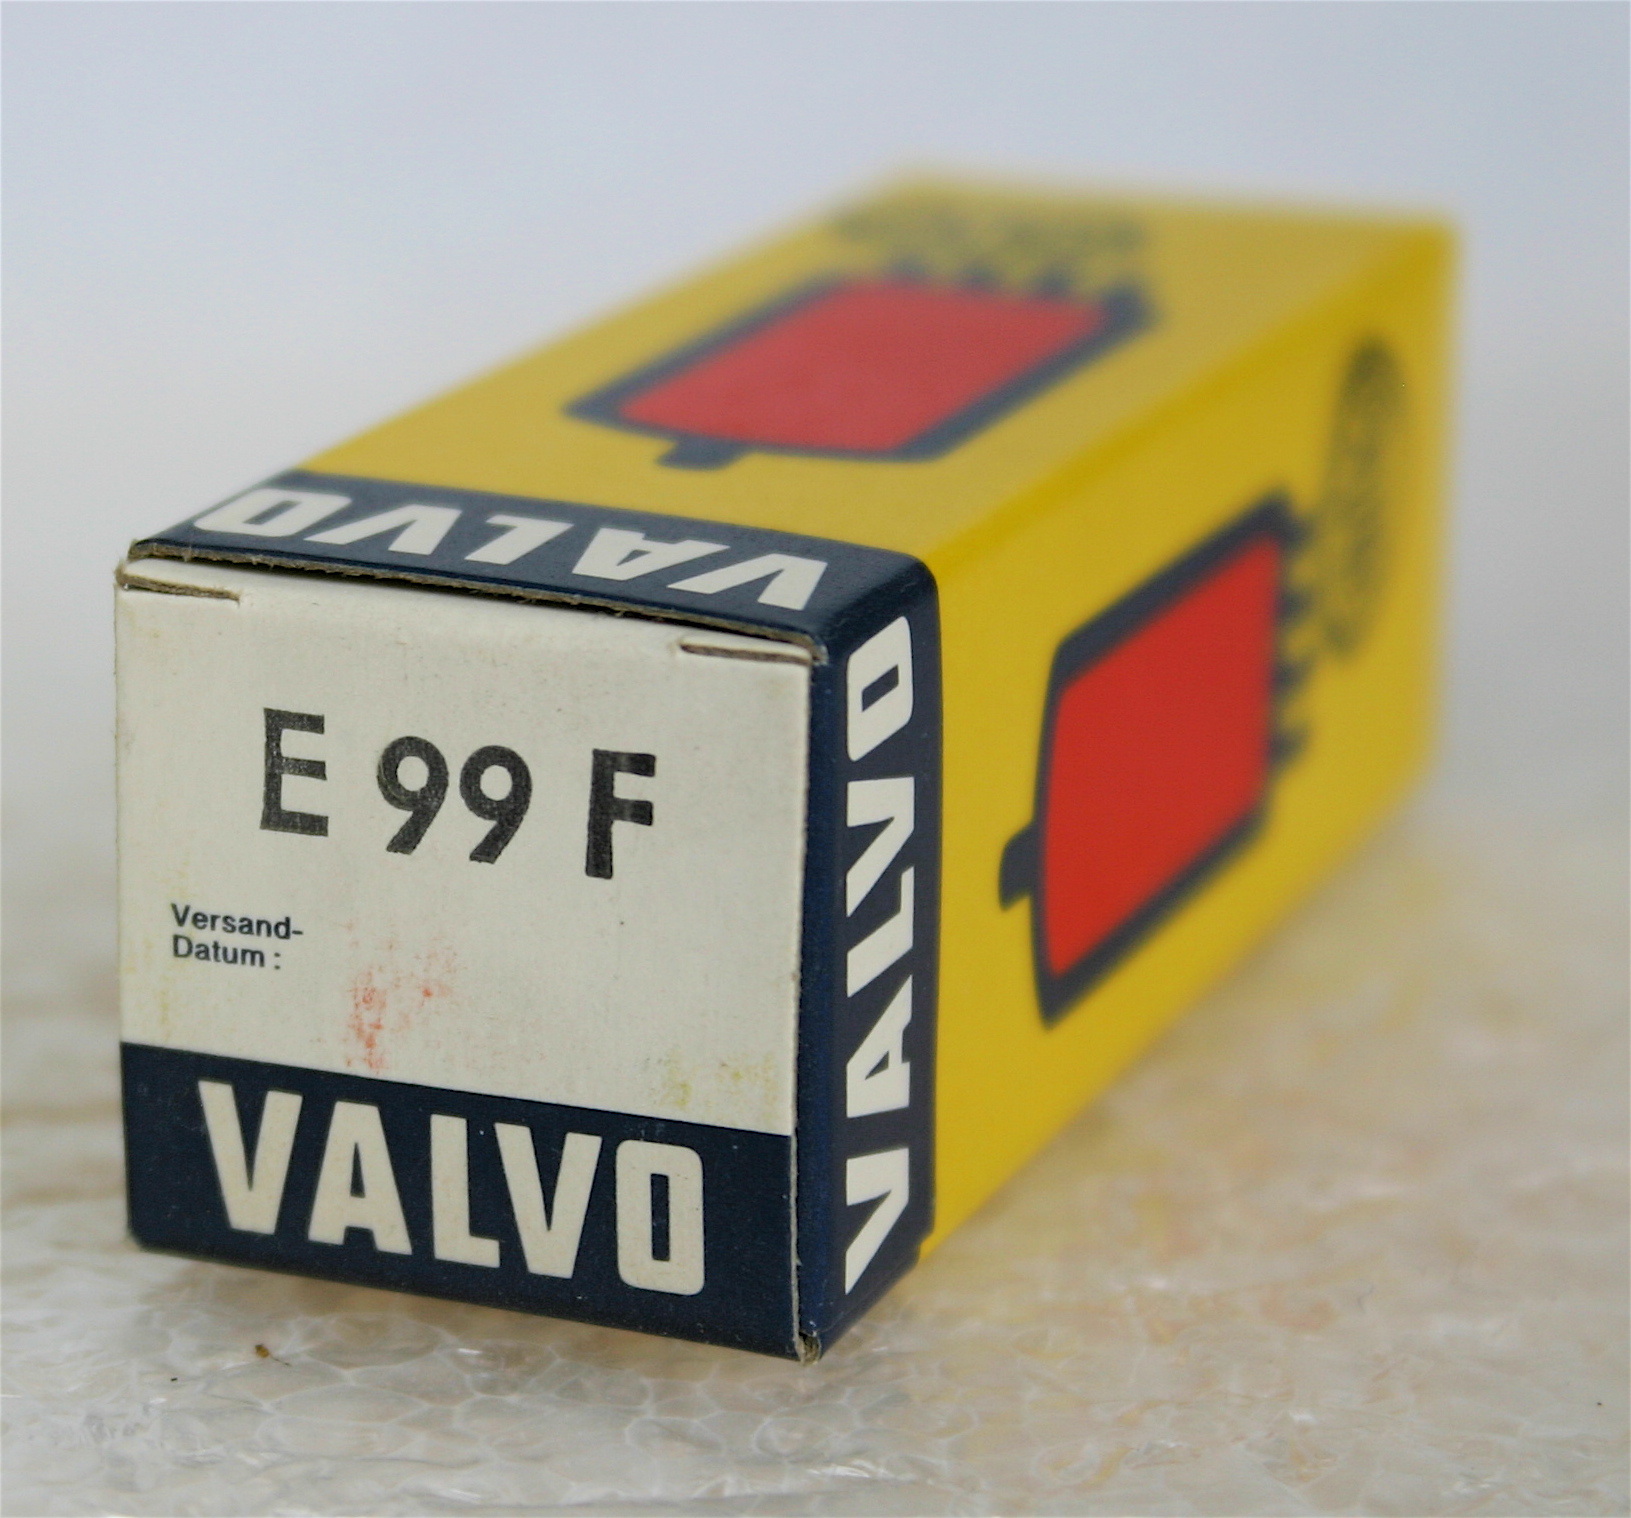 VALVO
E 99 F
Versand-
Datum :
VALVO
VALVO